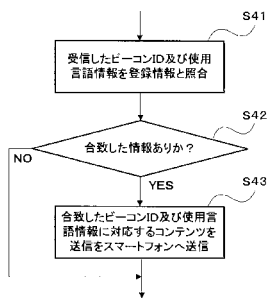 S41
受信したビーコンID及び使用
言語情報を登録情報と照合
S42
合致した情報ありか？
NO
YES
S43
合致したビーコンID及び使用言
語情報に対応するコンテンツを
送信をスマートフォンへ送信